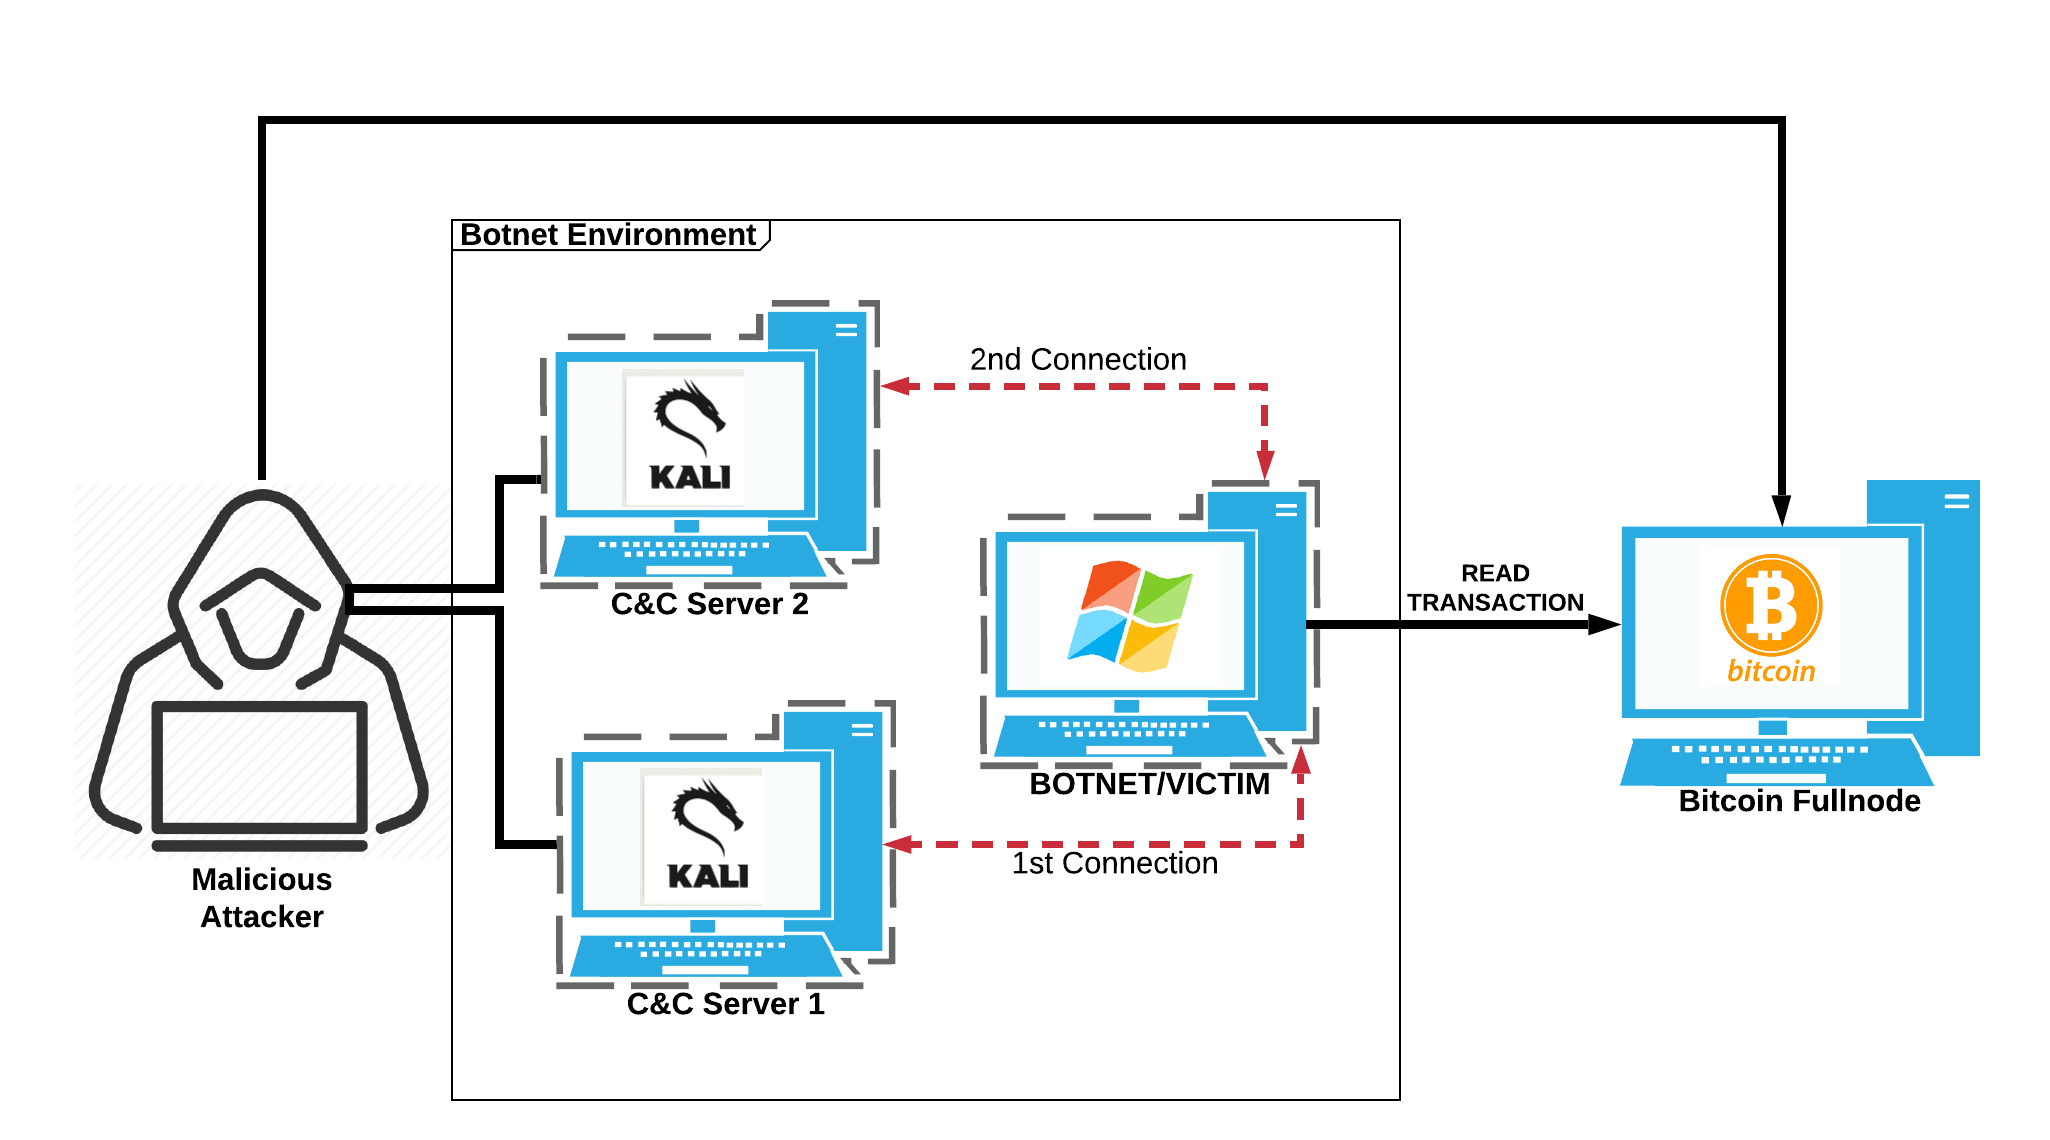 Botnet Environment
2nd Connection
KALI
C&C Server 2
READ
TRANSACTION
bitcoin
Bitcoin Fullnode
BOTNET/VICTIM
1st Connection
KALI
C&C Server 1
Malicious
Attacker